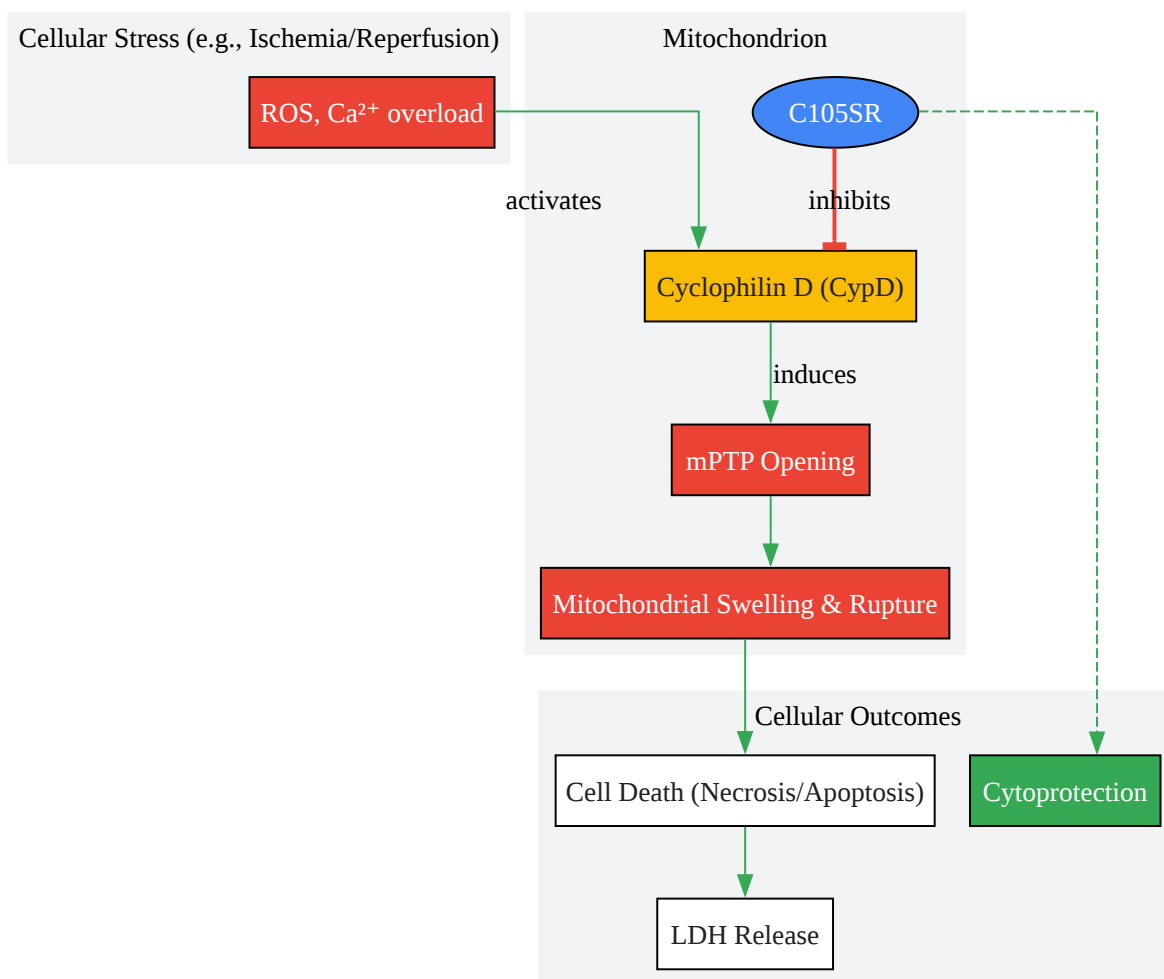 Cellular Stress (e.g., Ischemia/Reperfusion)
Mitochondrion
ROS, Ca²⁺ overload
C105SR
activates
inhibits
Cyclophilin D (CypD)
induces
mPTP Opening
Mitochondrial Swelling & Rupture
Cellular Outcomes
Cell Death (Necrosis/Apoptosis)
Cytoprotection
LDH Release